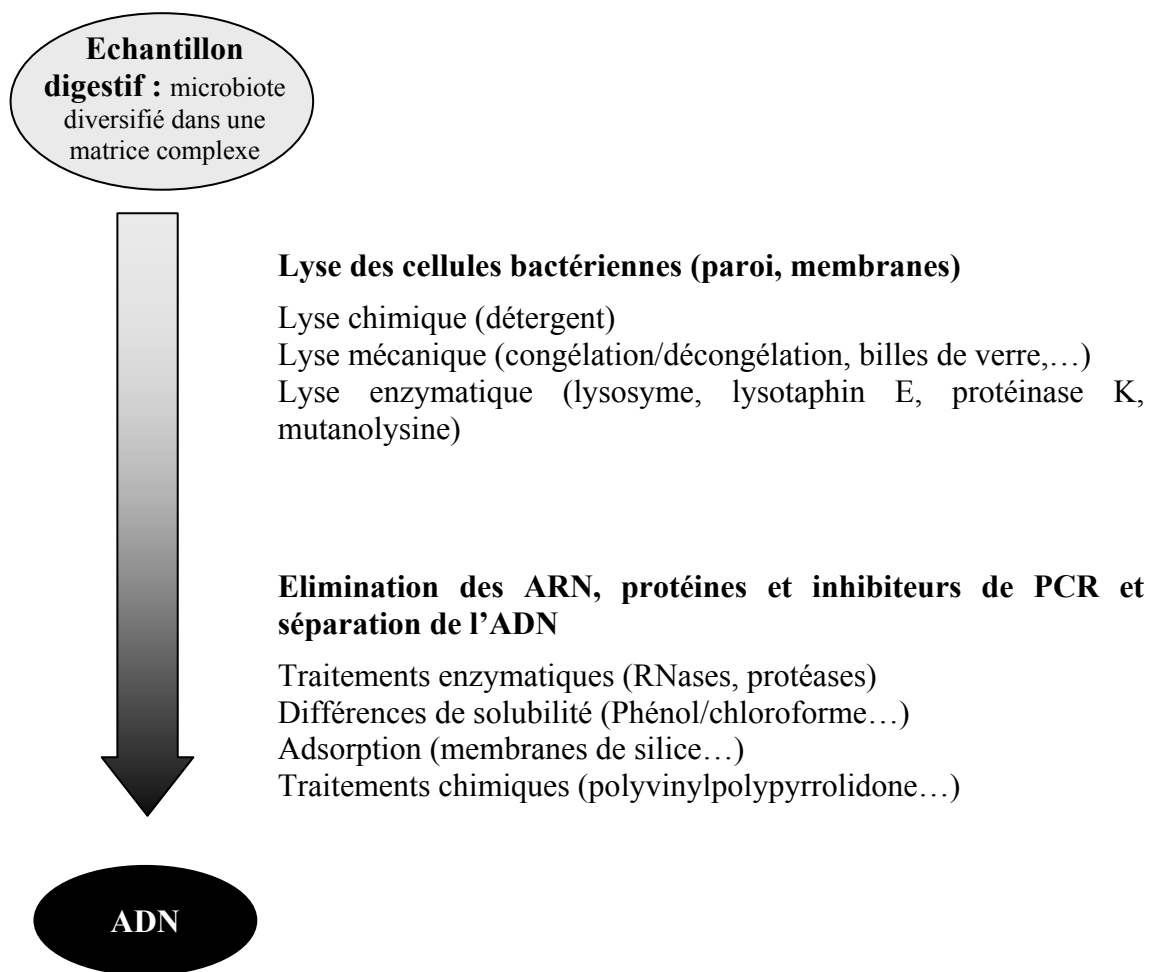 Echantillon
digestif : microbiote
diversifié dans une
matrice complexe
Lyse des cellules bactériennes (paroi, membranes)
Lyse chimique (détergent)
Lyse mécanique (congélation/décongélation, billes de verre,…)
Lyse enzymatique (lysosyme, lysotaphin E, protéinase K,
mutanolysine)
Elimination des ARN, protéines et inhibiteurs de PCR et
séparation de l’ADN
Traitements enzymatiques (RNases, protéases)
Différences de solubilité (Phénol/chloroforme…)
Adsorption (membranes de silice…)
Traitements chimiques (polyvinylpolypyrrolidone…)
ADN